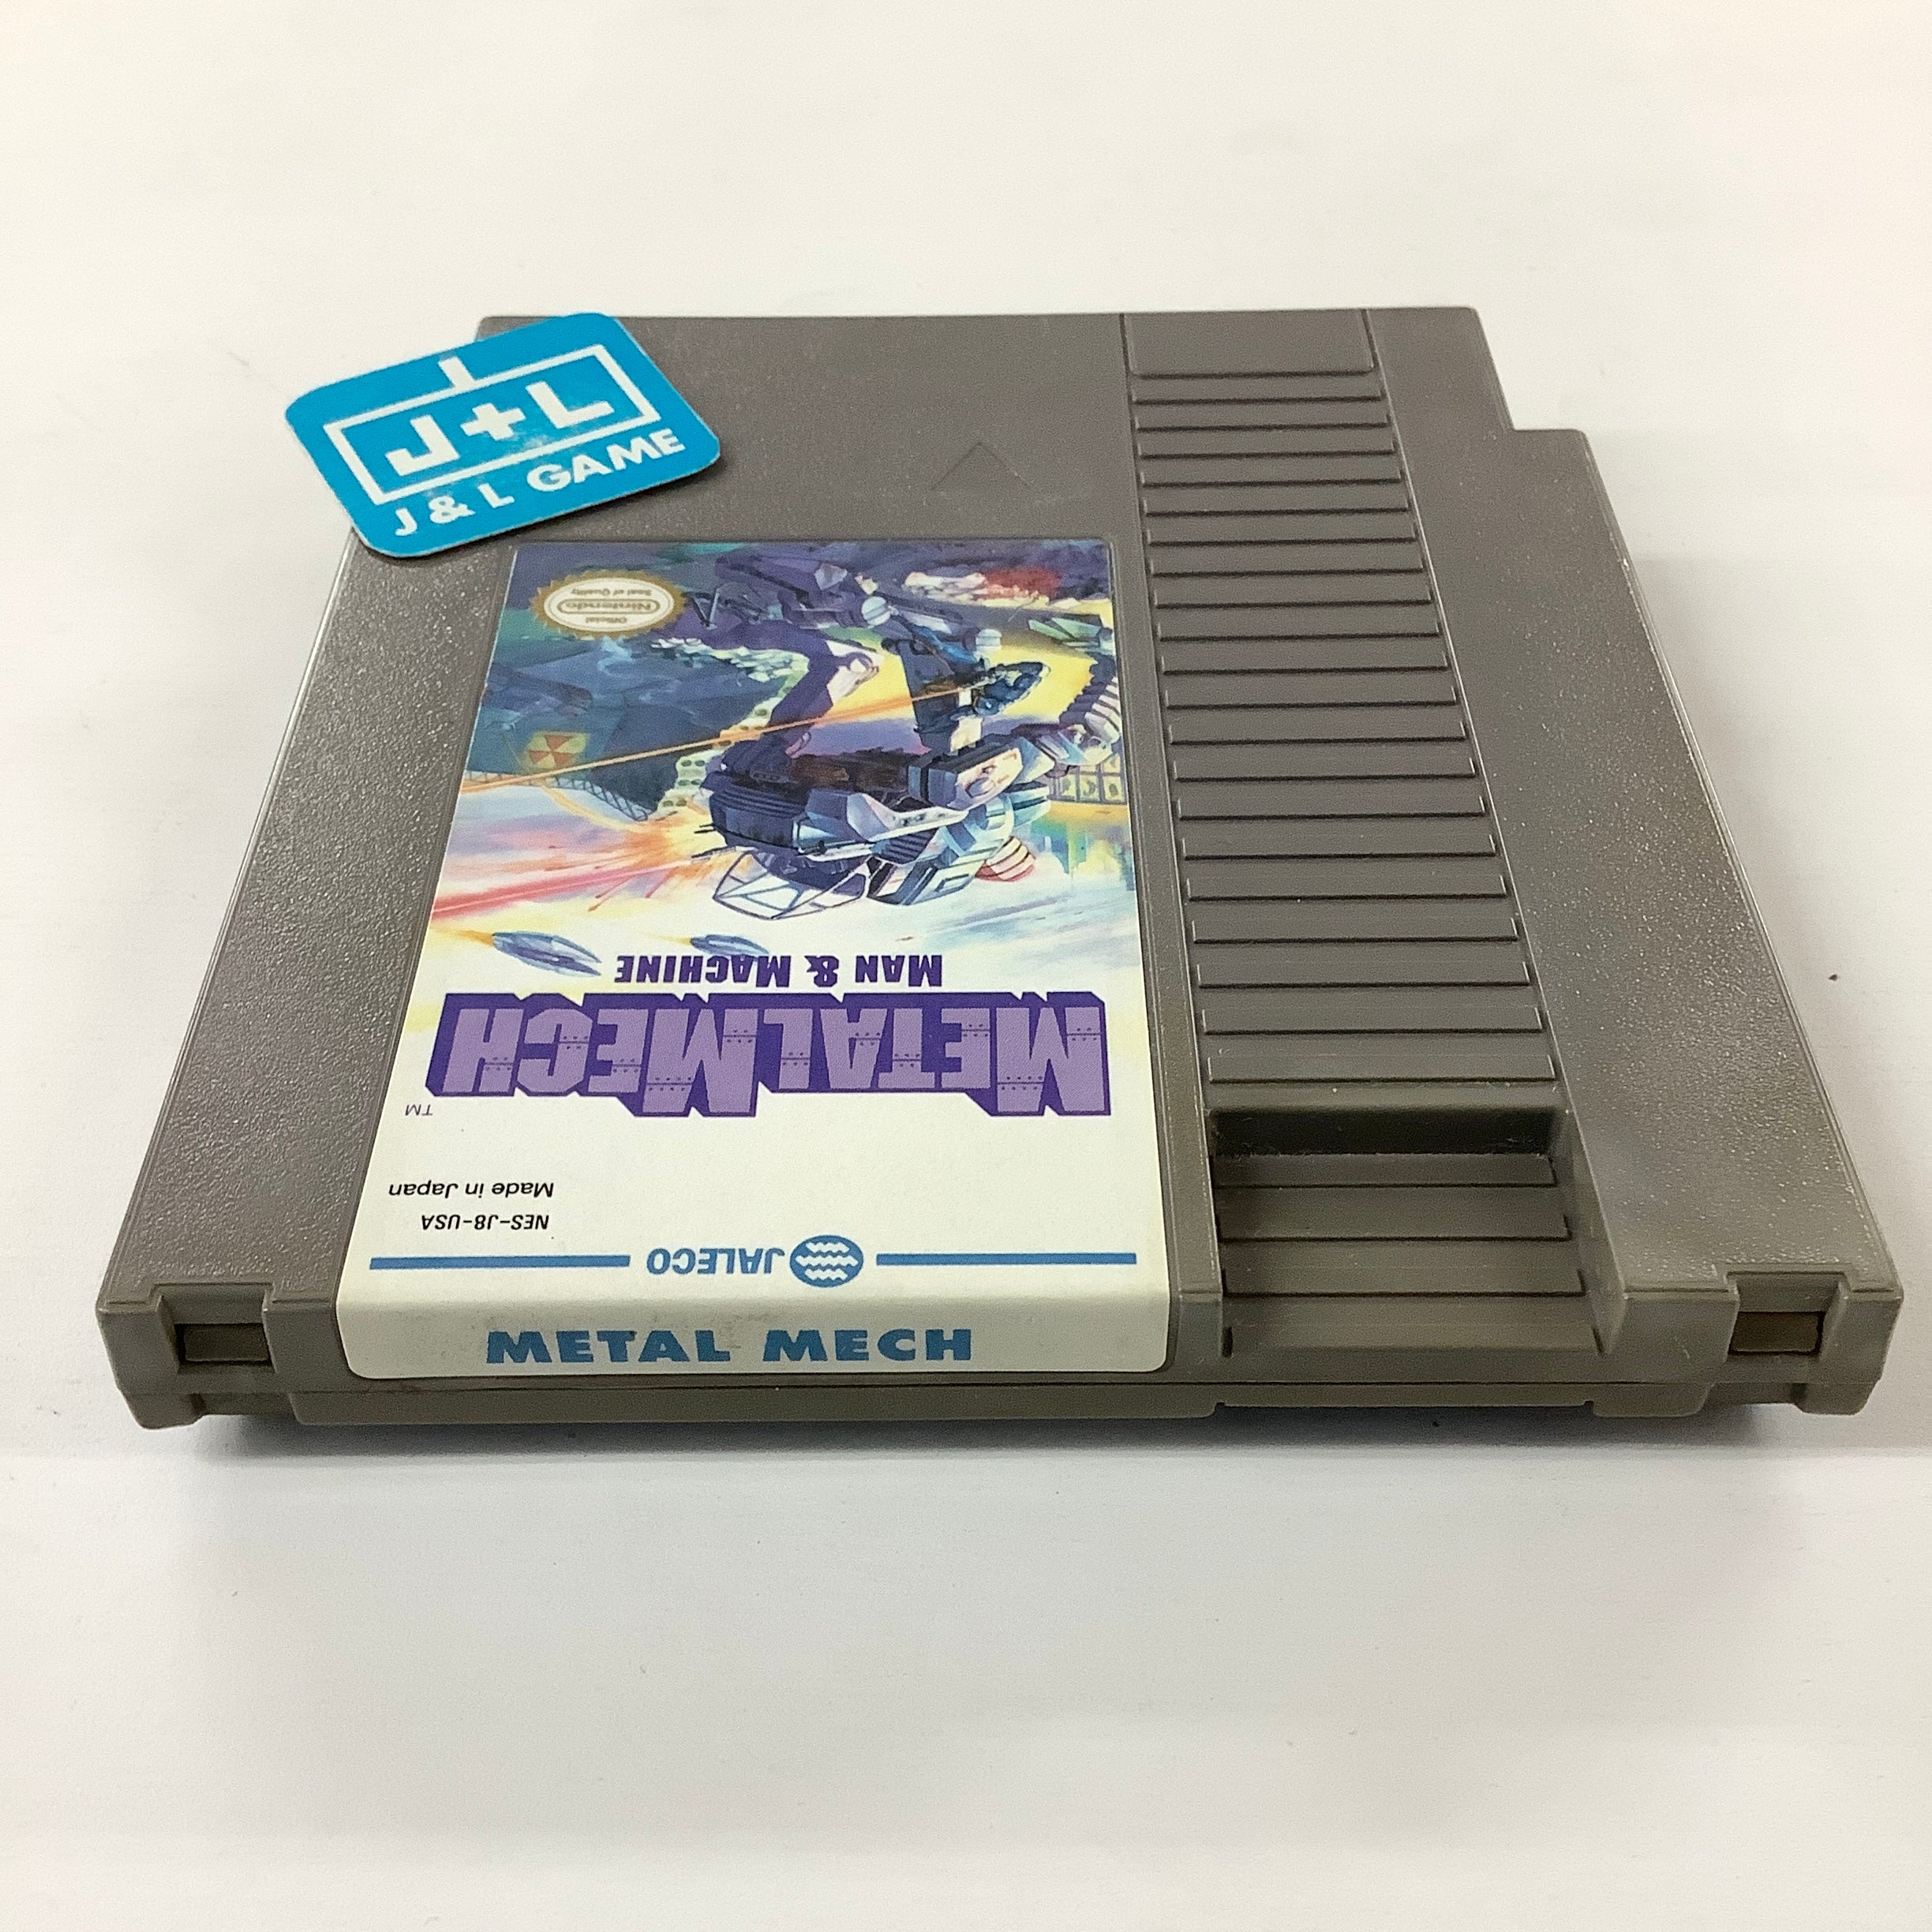 J+L
J & L GAME
Official
Nintendo
Seal of Quality
MAN & MACHINE
METALMECH
TM
Made in Japan
NES-J8-USA
JALECO
METAL MECH